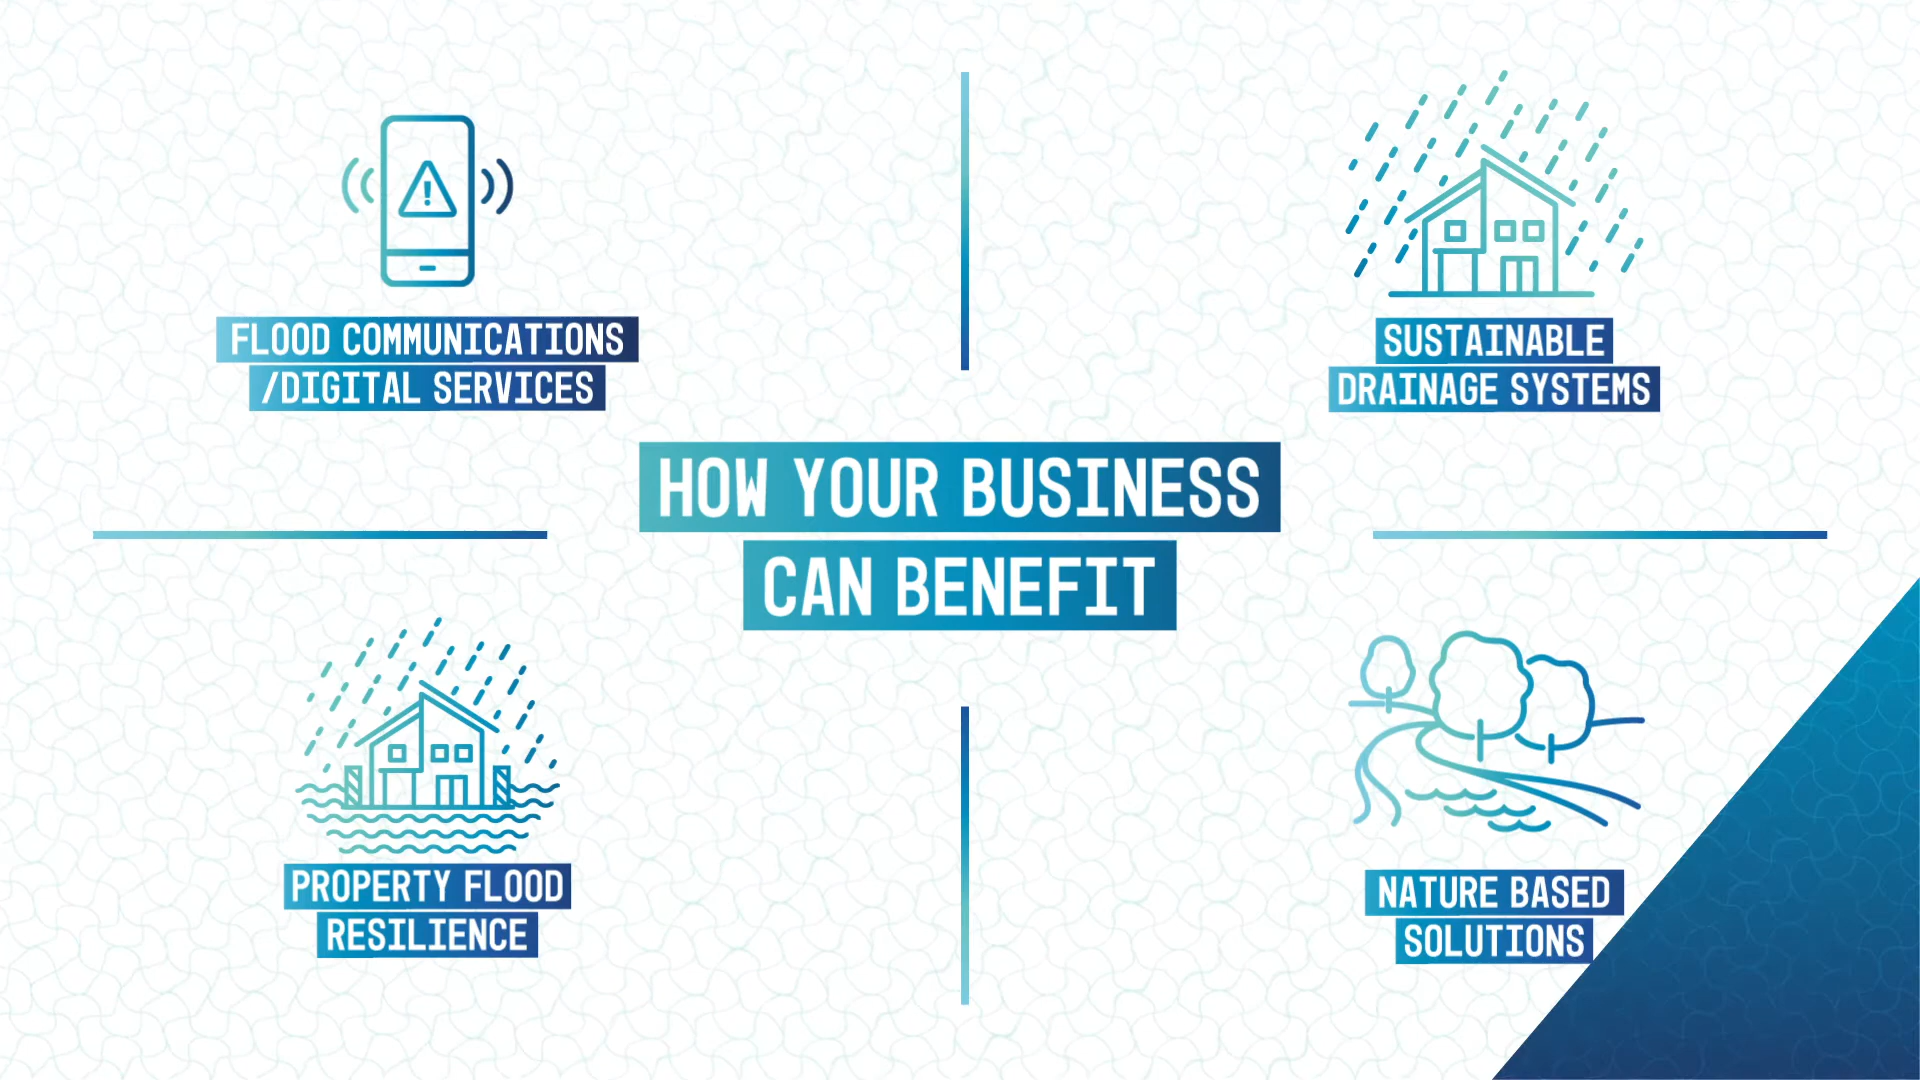 FLOOD COMMUNICATIONS
/DIGITAL SERVICES
SUSTAINABLE
DRAINAGE SYSTEMS
HOW YOUR BUSINESS
CAN BENEFIT
PROPERTY FLOOD
RESILIENCE
NATURE BASED
SOLUTIONS